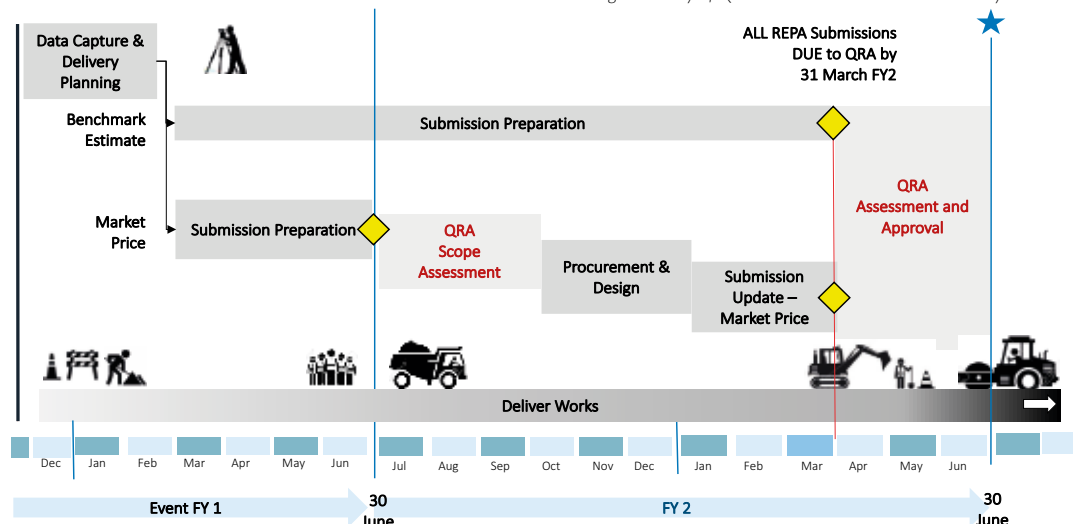 ALL REPA Submissions
DUE to QRA by
31 March FY2
Data Capture &
Delivery
Planning
Benchmark
Estimate
Submission Preparation
QRA
Assessment and
Approval
Market
Price
Submission Preparation
QRA
Scope
Assessment
Procurement &
Design
Submission
Update –
Market Price
Deliver Works
Dec Jan Feb Mar Apr May Jun Jul Aug Sep Oct Nov Dec Jan Feb Mar Apr May Jun
Event FY 1
30
June
FY 2
30
June